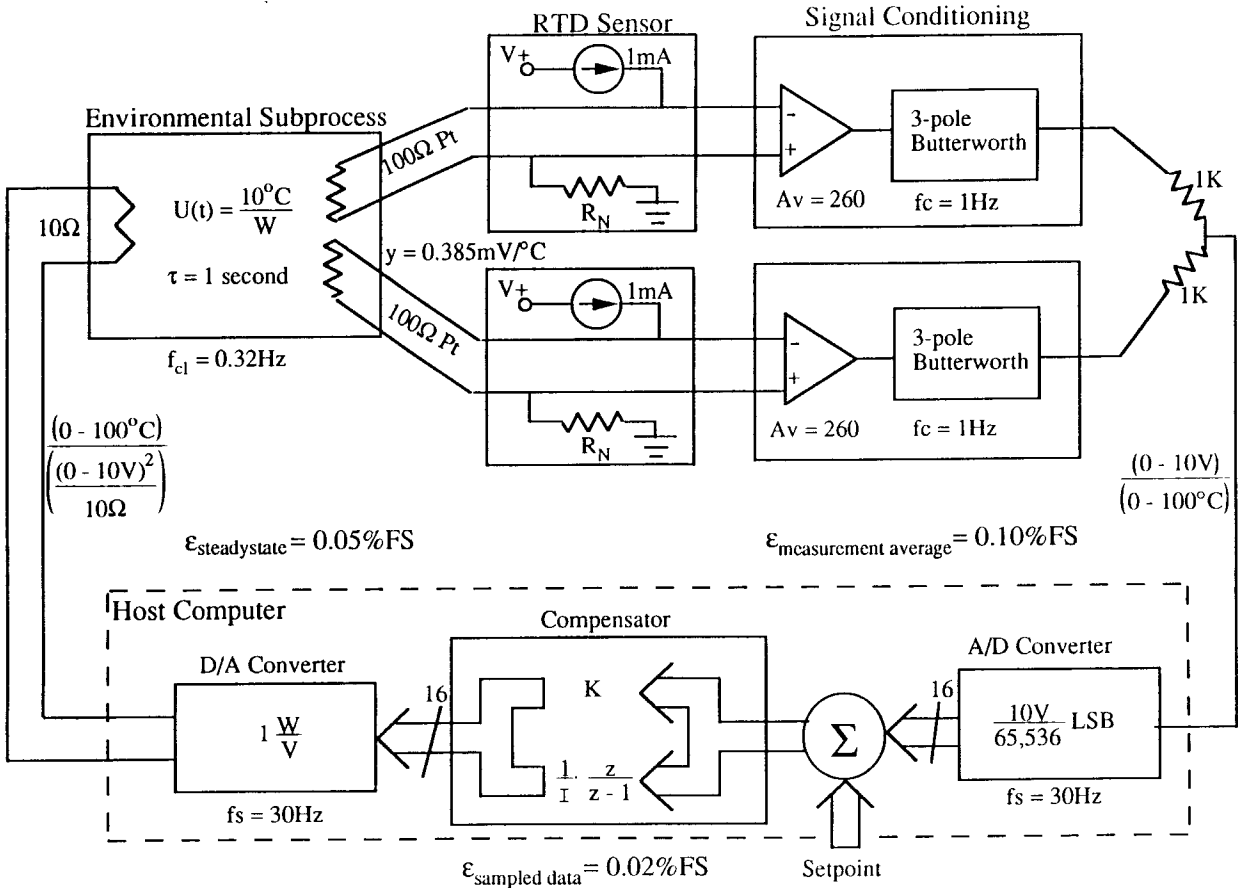 RTD Sensor
Signal Conditioning
V+
1mA
Environmental Subprocess
100Ω Pt
-
+
3-pole
Butterworth
1K
10Ω
U(t) = 10°C / W
R_N
Av = 260
fc = 1Hz
y = 0.385mV/°C
τ = 1 second
V+
1mA
1K
100Ω Pt
-
+
3-pole
Butterworth
f_cl = 0.32Hz
R_N
Av = 260
fc = 1Hz
(0 - 100°C)
((0 - 10V)²
10Ω)
(0 - 10V)
(0 - 100°C)
ε_steadystate = 0.05%FS
ε_measurement average = 0.10%FS
Host Computer
Compensator
D/A Converter
A/D Converter
16
K
16
1 W/V
Σ
10V / 65,536 LSB
1/I · z / z - 1
fs = 30Hz
fs = 30Hz
ε_sampled data = 0.02%FS
Setpoint